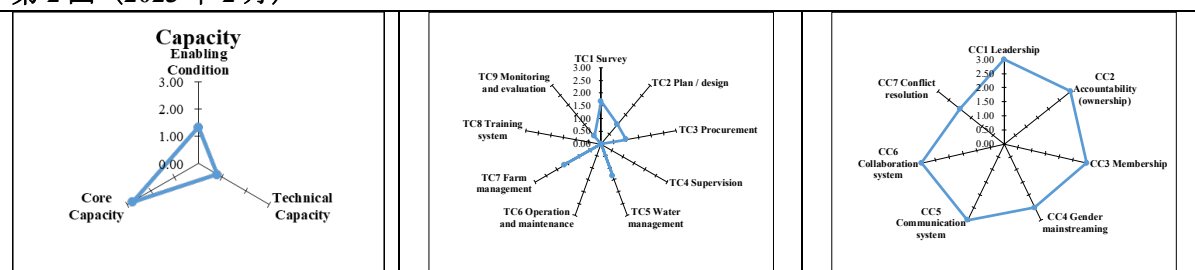 Capacity
Enabling
Condition
3.00
2.00
1.00
0.00
Core
Capacity
Technical
Capacity
TC1 Survey
3.00
2.50
2.00
1.50
1.00
0.50
0.00
TC2 Plan / design
TC3 Procurement
TC4 Supervision
TC5 Water
management
TC6 Operation
and maintenance
TC7 Farm
management
TC8 Training
system
TC9 Monitoring
and evaluation
CC1 Leadership
3.00
2.50
2.00
1.50
1.00
0.50
0.00
CC2
Accountability
(ownership)
CC3 Membership
CC4 Gender
mainstreaming
CC5
Communication
system
CC6
Collaboration
system
CC7 Conflict
resolution